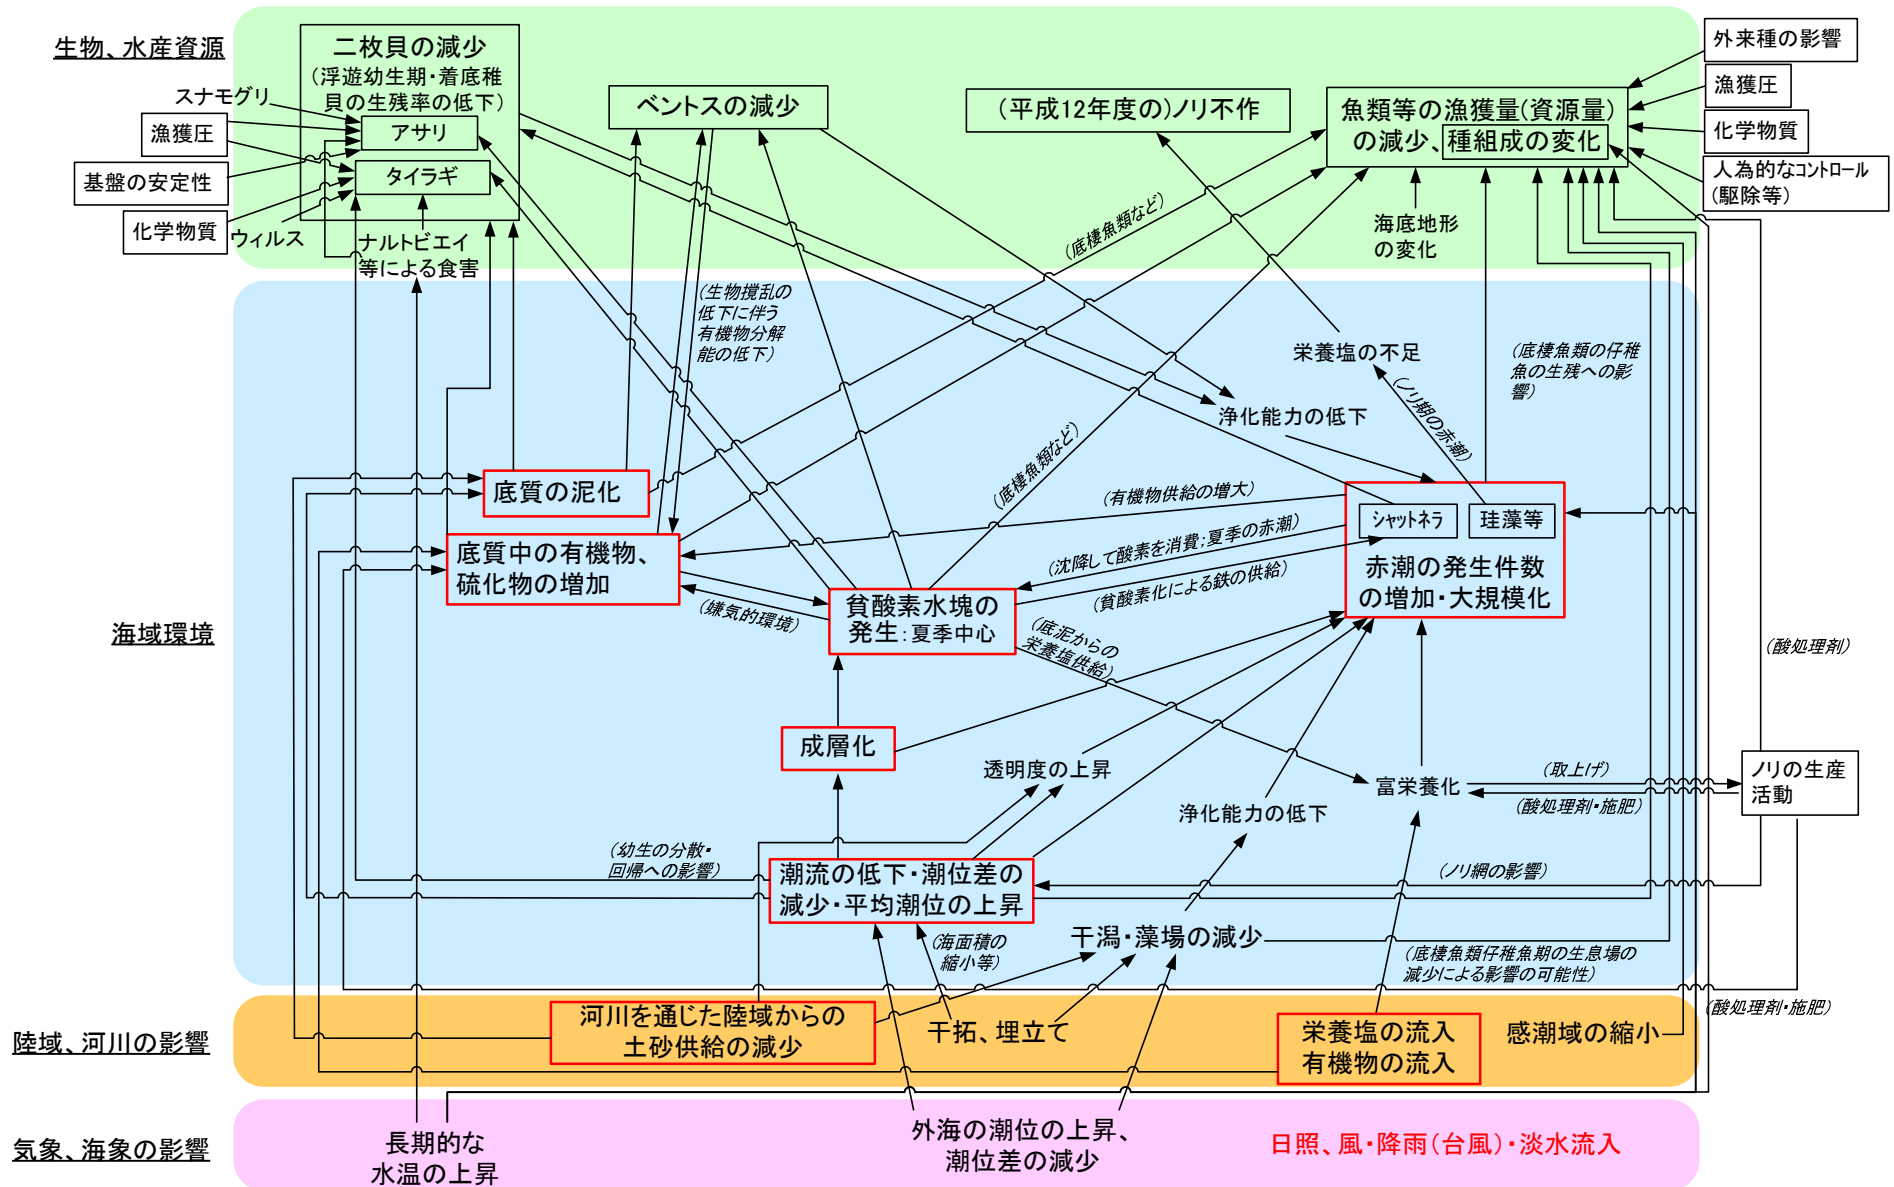 生物、水産資源
二枚貝の減少
（浮遊幼生期・着底稚
貝の生残率の低下）
スナモグリ
漁獲圧
アサリ
基盤の安定性
タイラギ
化学物質
ウィルス
ナルトビエイ
等による食害
ベントスの減少
（平成12年度の）ノリ不作
魚類等の漁獲量（資源量）
の減少、種組成の変化
外来種の影響
漁獲圧
化学物質
人為的なコントロール
（駆除等）
海底地形
の変化
（底棲魚類など）
海域環境
（生物撹乱の
低下に伴う
有機物分解
能の低下）
栄養塩の不足
（底棲魚類の仔稚
魚の生残への影
響）
（ノリ期の赤潮）
浄化能力の低下
（底棲魚類など）
底質の泥化
（有機物供給の増大）
シャットネラ
珪藻等
赤潮の発生件数
の増加・大規模化
底質中の有機物、
硫化物の増加
（沈降して酸素を消費；夏季の赤潮）
（貧酸素化による鉄の供給）
（嫌気的環境）
貧酸素水塊の
発生：夏季中心
（底泥からの
栄養塩供給）
（酸処理剤）
成層化
透明度の上昇
浄化能力の低下
富栄養化
（取上げ）
（酸処理剤・施肥）
ノリの生産
活動
（幼生の分散・
回帰への影響）
潮流の低下・潮位差の
減少・平均潮位の上昇
（ノリ網の影響）
（海面積の
縮小等）
干潟・藻場の減少
（底棲魚類仔稚魚期の生息場の
減少による影響の可能性）
（酸処理剤・施肥）
陸域、河川の影響
河川を通じた陸域からの
土砂供給の減少
干拓、埋立て
栄養塩の流入
有機物の流入
感潮域の縮小
気象、海象の影響
長期的な
水温の上昇
外海の潮位の上昇、
潮位差の減少
日照、風・降雨（台風）・淡水流入